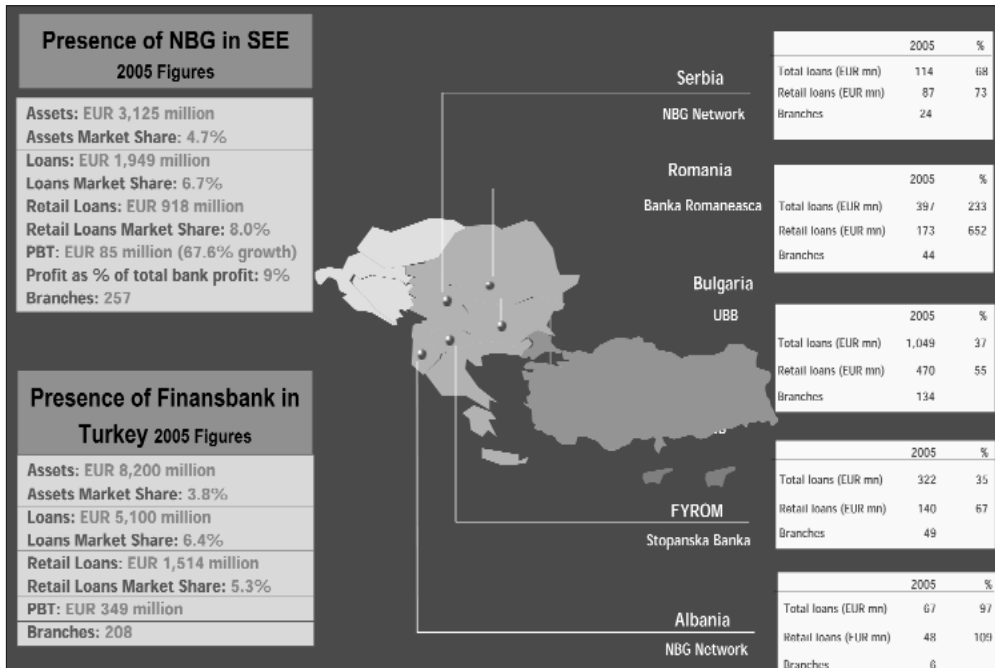 Presence of NBG in SEE
2005 Figures
Assets: EUR 3,125 million
Assets Market Share: 4.7%
Loans: EUR 1,949 million
Loans Market Share: 6.7%
Retail Loans: EUR 918 million
Retail Loans Market Share: 8.0%
PBT: EUR 85 million (67.6% growth)
Profit as % of total bank profit: 9%
Branches: 257
Presence of Finansbank in
Turkey 2005 Figures
Assets: EUR 8,200 million
Assets Market Share: 3.8%
Loans: EUR 5,100 million
Loans Market Share: 6.4%
Retail Loans: EUR 1,514 million
Retail Loans Market Share: 5.3%
PBT: EUR 349 million
Branches: 208
Serbia
NBG Network
2005 %
Total loans (EUR mn) 114 68
Retail loans (EUR mn) 87 73
Branches 24
Romania
Banka Romaneasca
2005 %
Total loans (EUR mn) 397 233
Retail loans (EUR mn) 173 652
Branches 44
Bulgaria
UBB
2005 %
Total loans (EUR mn) 1,049 37
Retail loans (EUR mn) 470 55
Branches 134
FYROM
Stopanska Banka
2005 %
Total loans (EUR mn) 322 35
Retail loans (EUR mn) 140 67
Branches 49
Albania
NBG Network
2005 %
Total loans (EUR mn) 67 97
Retail loans (EUR mn) 48 109
Branches 6